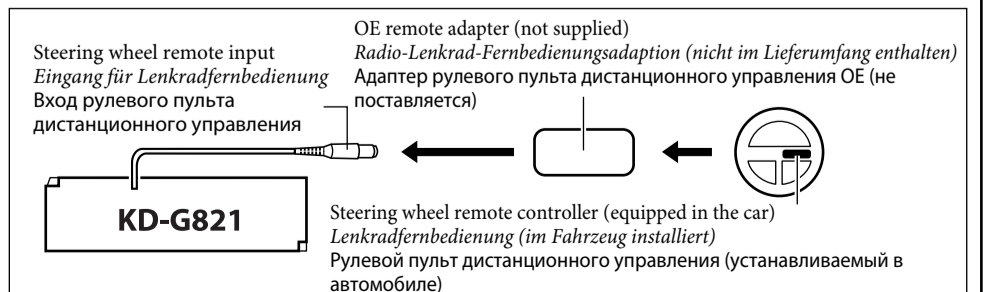 OE remote adapter (not supplied)
Radio-Lenkrad-Fernbedienungsadaption (nicht im Lieferumfang enthalten)
Адаптер рулевого пульта дистанционного управления OE (не
поставляется)
Steering wheel remote input
Eingang für Lenkradfernbedienung
Вход рулевого пульта
дистанционного управления
KD-G821
Steering wheel remote controller (equipped in the car)
Lenkradfernbedienung (im Fahrzeug installiert)
Рулевой пульт дистанционного управления (устанавливаемый в
автомобиле)